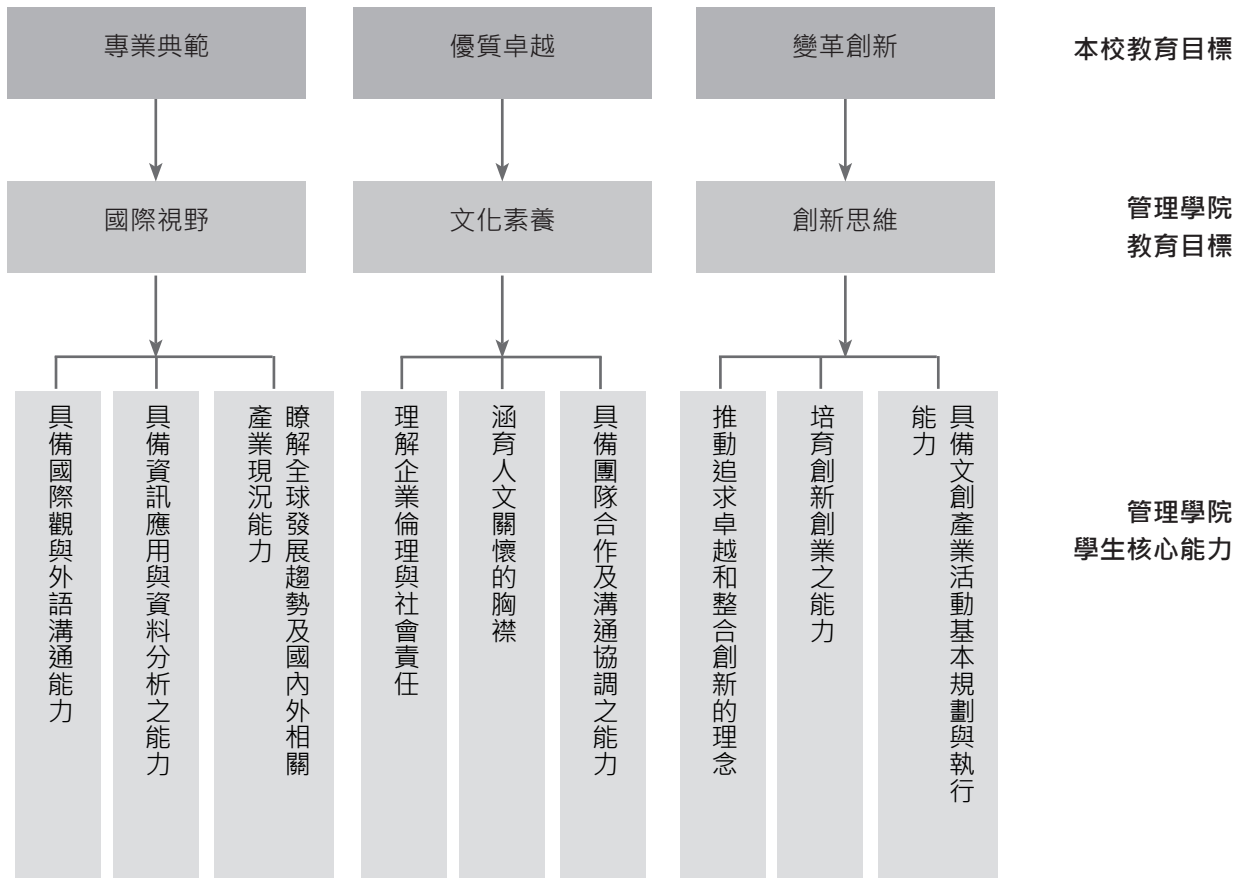 專業典範
優質卓越
變革創新
本校教育目標
國際視野
文化素養
創新思維
管理學院
教育目標
具備國際觀與外語溝通能力
具備資訊應用與資料分析之能力
瞭解全球發展趨勢及國內外相關
產業現況能力
理解企業倫理與社會責任
涵育人文關懷的胸襟
具備團隊合作及溝通協調之能力
推動追求卓越和整合創新的理念
培育創新創業之能力
具備文創產業活動基本規劃與執行
能力
管理學院
學生核心能力